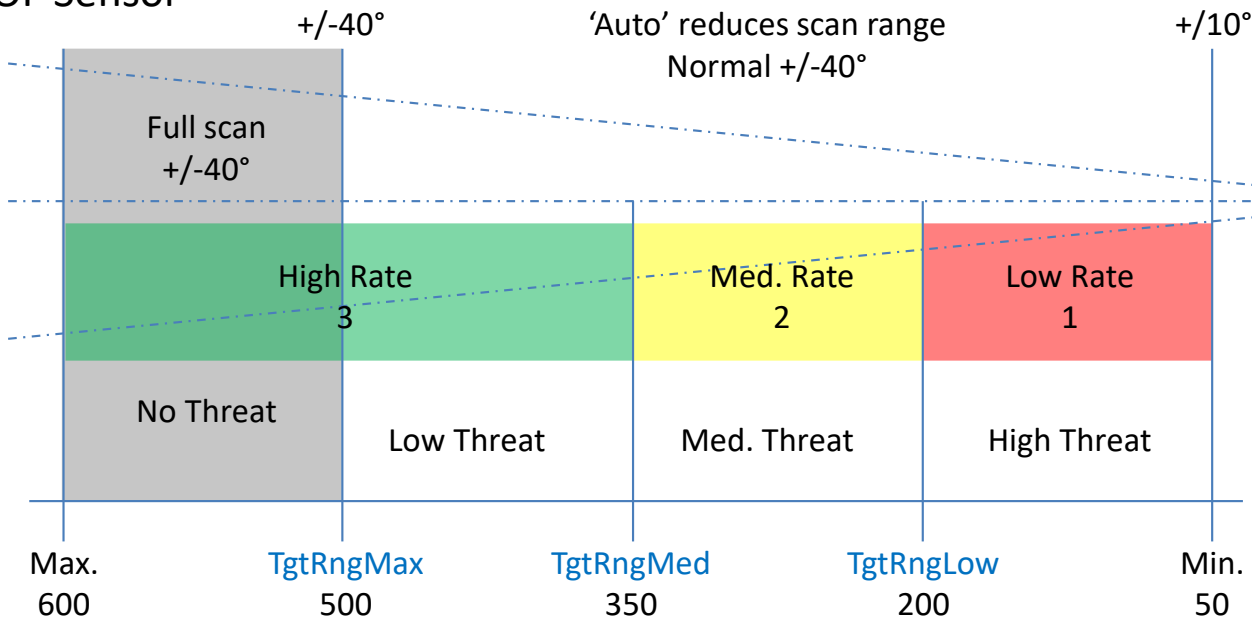 Sensor
+/-40°
'Auto' reduces scan range
+/10°
Normal +/-40°
Full scan
+/-40°
High Rate
3
Med. Rate
2
Low Rate
1
No Threat
Low Threat
Med. Threat
High Threat
Max.
TgtRngMax
TgtRngMed
TgtRngLow
Min.
600
500
350
200
50